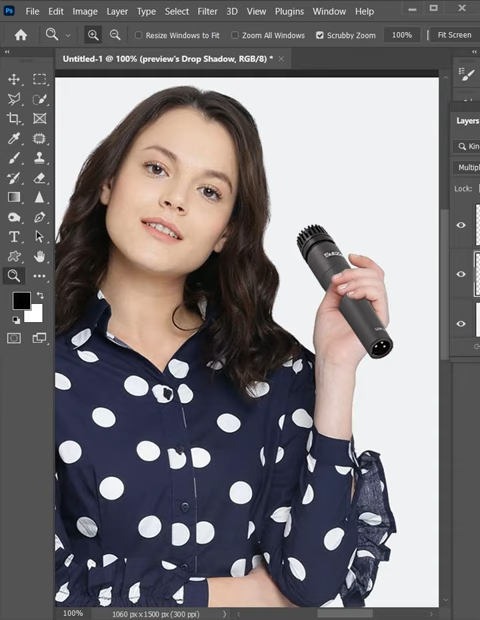 Ps File Edit Image Layer Type Select Filter 3D View Plugins Window Help
Resize Windows to Fit Zoom All Windows Scrubby Zoom 100% Fit Screen
Untitled-1 @ 100% (preview's Drop Shadow, RGB/8) * ×
Layers
Kin
Multipl
Lock:
T
100% 1060 px x 1500 px (300 ppi)